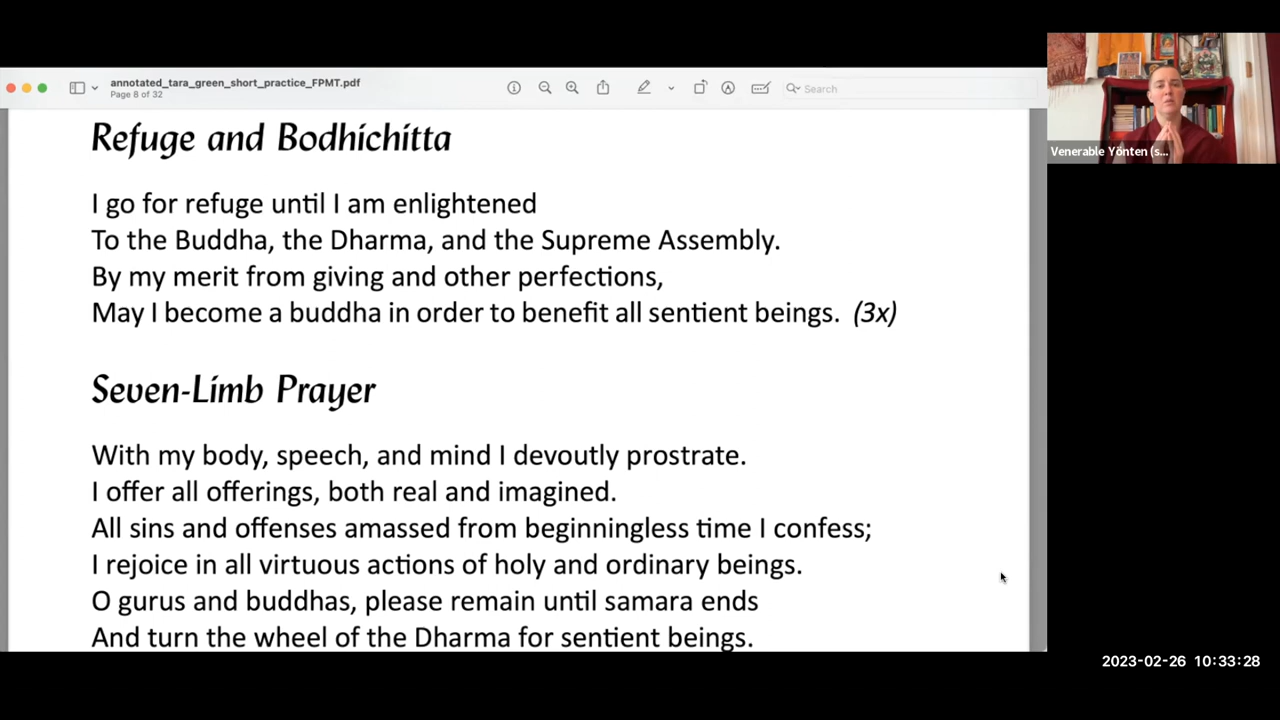 annotated_tara_green_short_practice_FPMT.pdf
Page 8 of 32
Search
Venerable Yönten (s...
Refuge and Bodhichitta
I go for refuge until I am enlightened
To the Buddha, the Dharma, and the Supreme Assembly.
By my merit from giving and other perfections,
May I become a buddha in order to benefit all sentient beings. (3x)
Seven-Limb Prayer
With my body, speech, and mind I devoutly prostrate.
I offer all offerings, both real and imagined.
All sins and offenses amassed from beginningless time I confess;
I rejoice in all virtuous actions of holy and ordinary beings.
O gurus and buddhas, please remain until samara ends
And turn the wheel of the Dharma for sentient beings.
2023-02-26 10:33:28